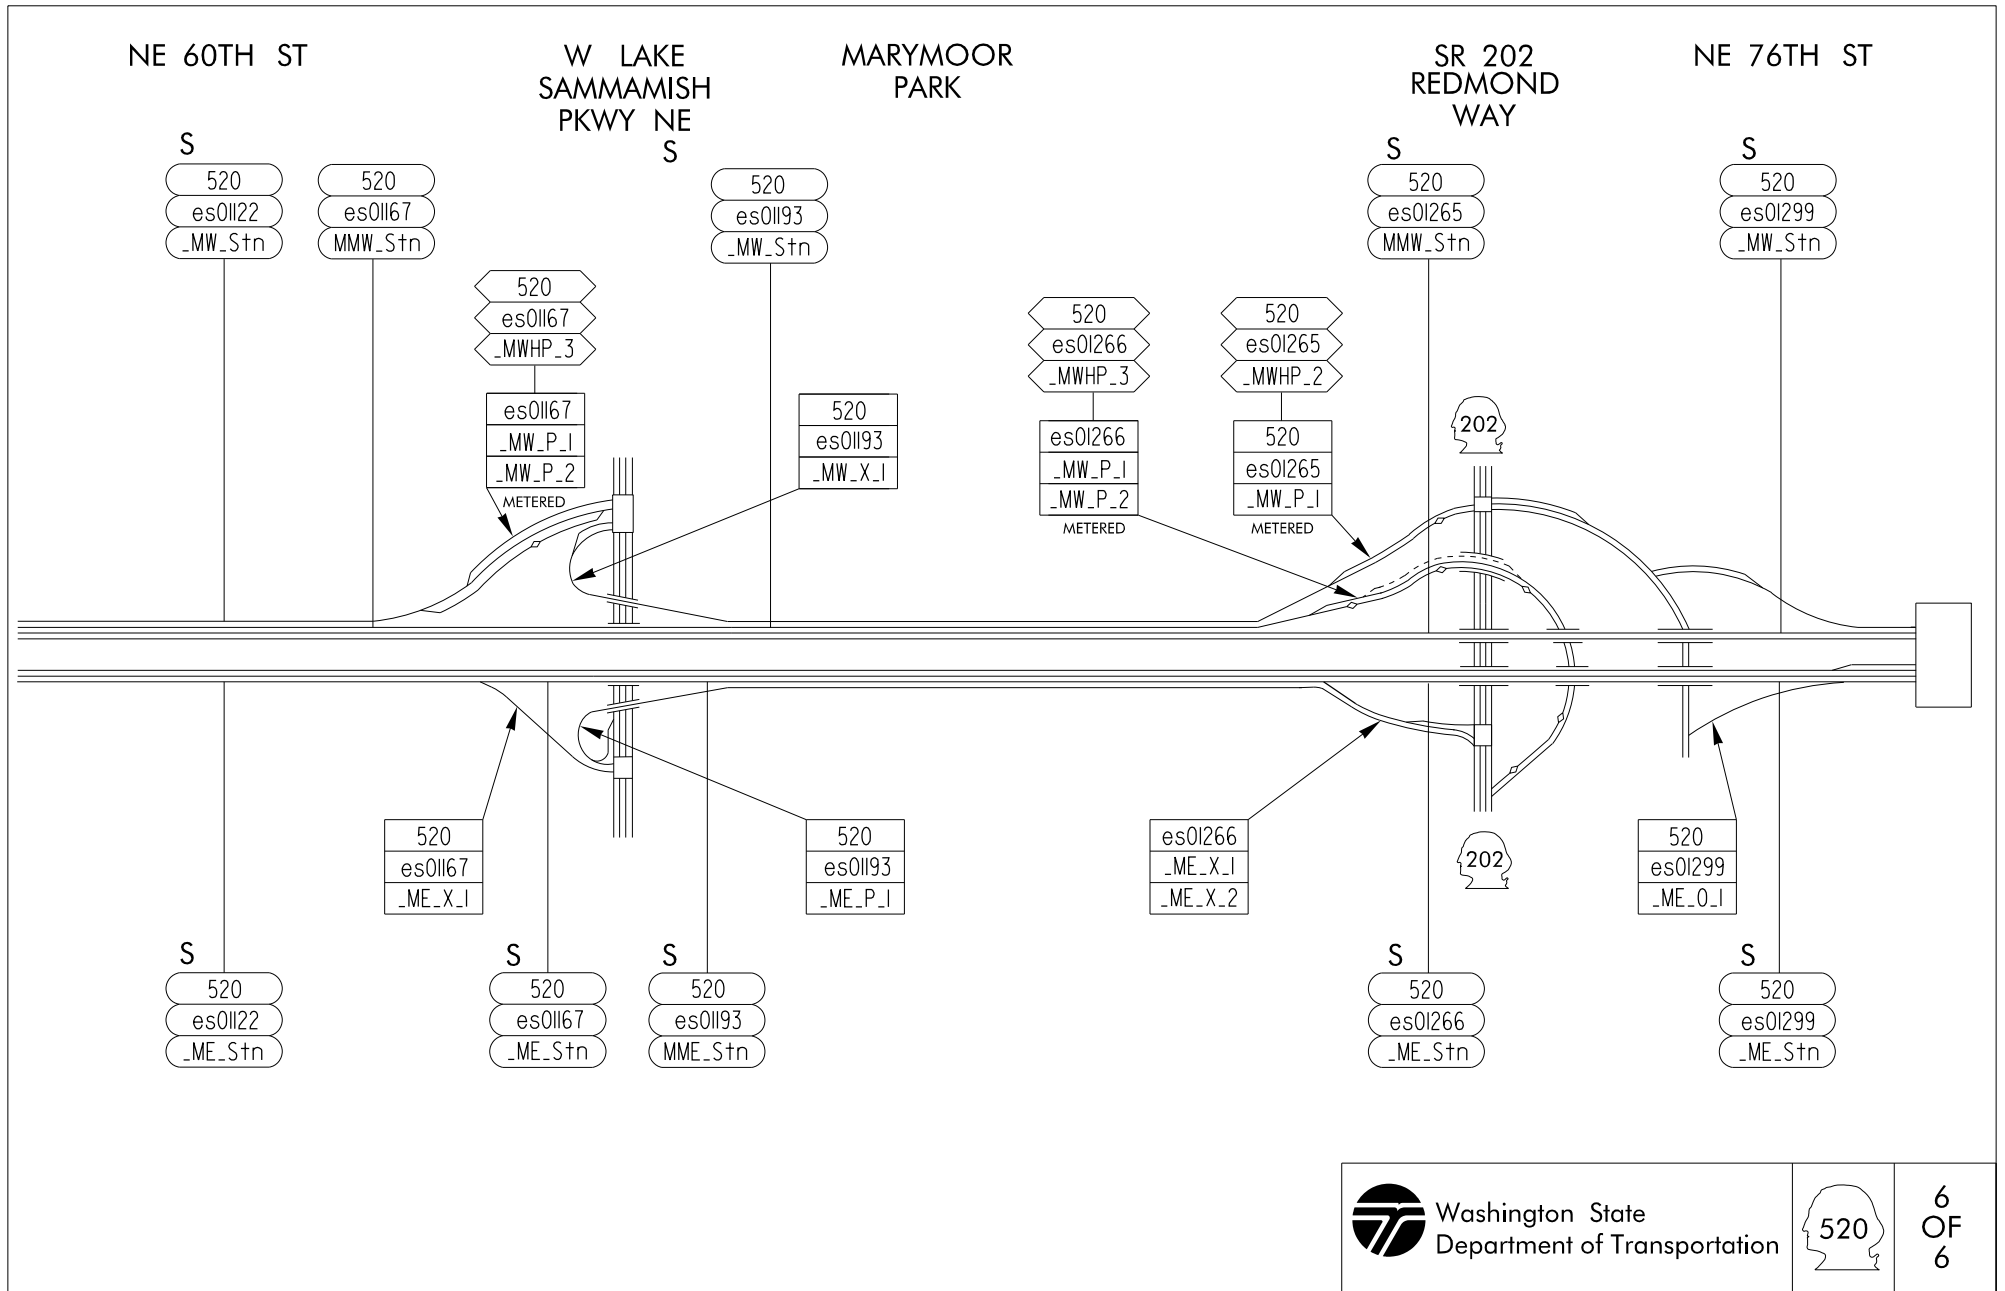 NE 60TH ST
W LAKE
SAMMAMISH
PKWY NE
MARYMOOR
PARK
SR 202
REDMOND
WAY
NE 76TH ST
S
520
es01122
_MW_Stn
520
es01167
MMW_Stn
S
520
es01193
_MW_Stn
S
520
es01265
MMW_Stn
S
520
es01299
_MW_Stn
520
es01167
_MWHP_3
es01167
_MW_P_1
_MW_P_2
METERED
520
es01193
_MW_X_1
520
es01266
_MWHP_3
es01266
_MW_P_1
_MW_P_2
METERED
520
es01265
_MWHP_2
520
es01265
_MW_P_1
METERED
202
520
es01167
_ME_X_1
520
es01193
_ME_P_1
es01266
_ME_X_1
_ME_X_2
202
520
es01299
_ME_O_1
S
520
es01122
_ME_Stn
S
520
es01167
_ME_Stn
S
520
es01193
MME_Stn
S
520
es01266
_ME_Stn
S
520
es01299
_ME_Stn
Washington State
Department of Transportation
520
6
OF
6